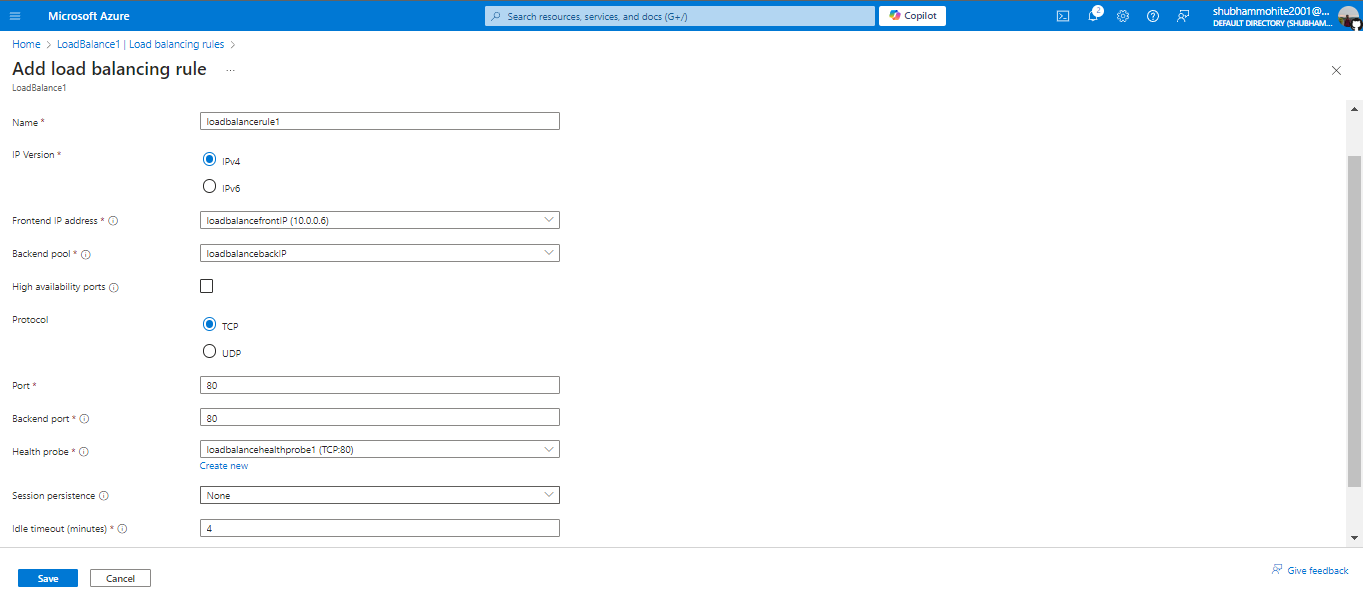 Microsoft Azure
Search resources, services, and docs (G+/)
Copilot
2
shubhammohite2001@...
DEFAULT DIRECTORY (SHUBHAM...
Home > LoadBalance1 | Load balancing rules >
Add load balancing rule ...
LoadBalance1
Name * loadbalancerule1
IP Version * IPv4
IPv6
Frontend IP address * loadbalancefrontIP (10.0.0.6)
Backend pool * loadbalancebackIP
High availability ports
Protocol TCP
UDP
Port * 80
Backend port * 80
Health probe * loadbalancehealthprobe1 (TCP:80)
Create new
Session persistence None
Idle timeout (minutes) * 4
Save Cancel Give feedback